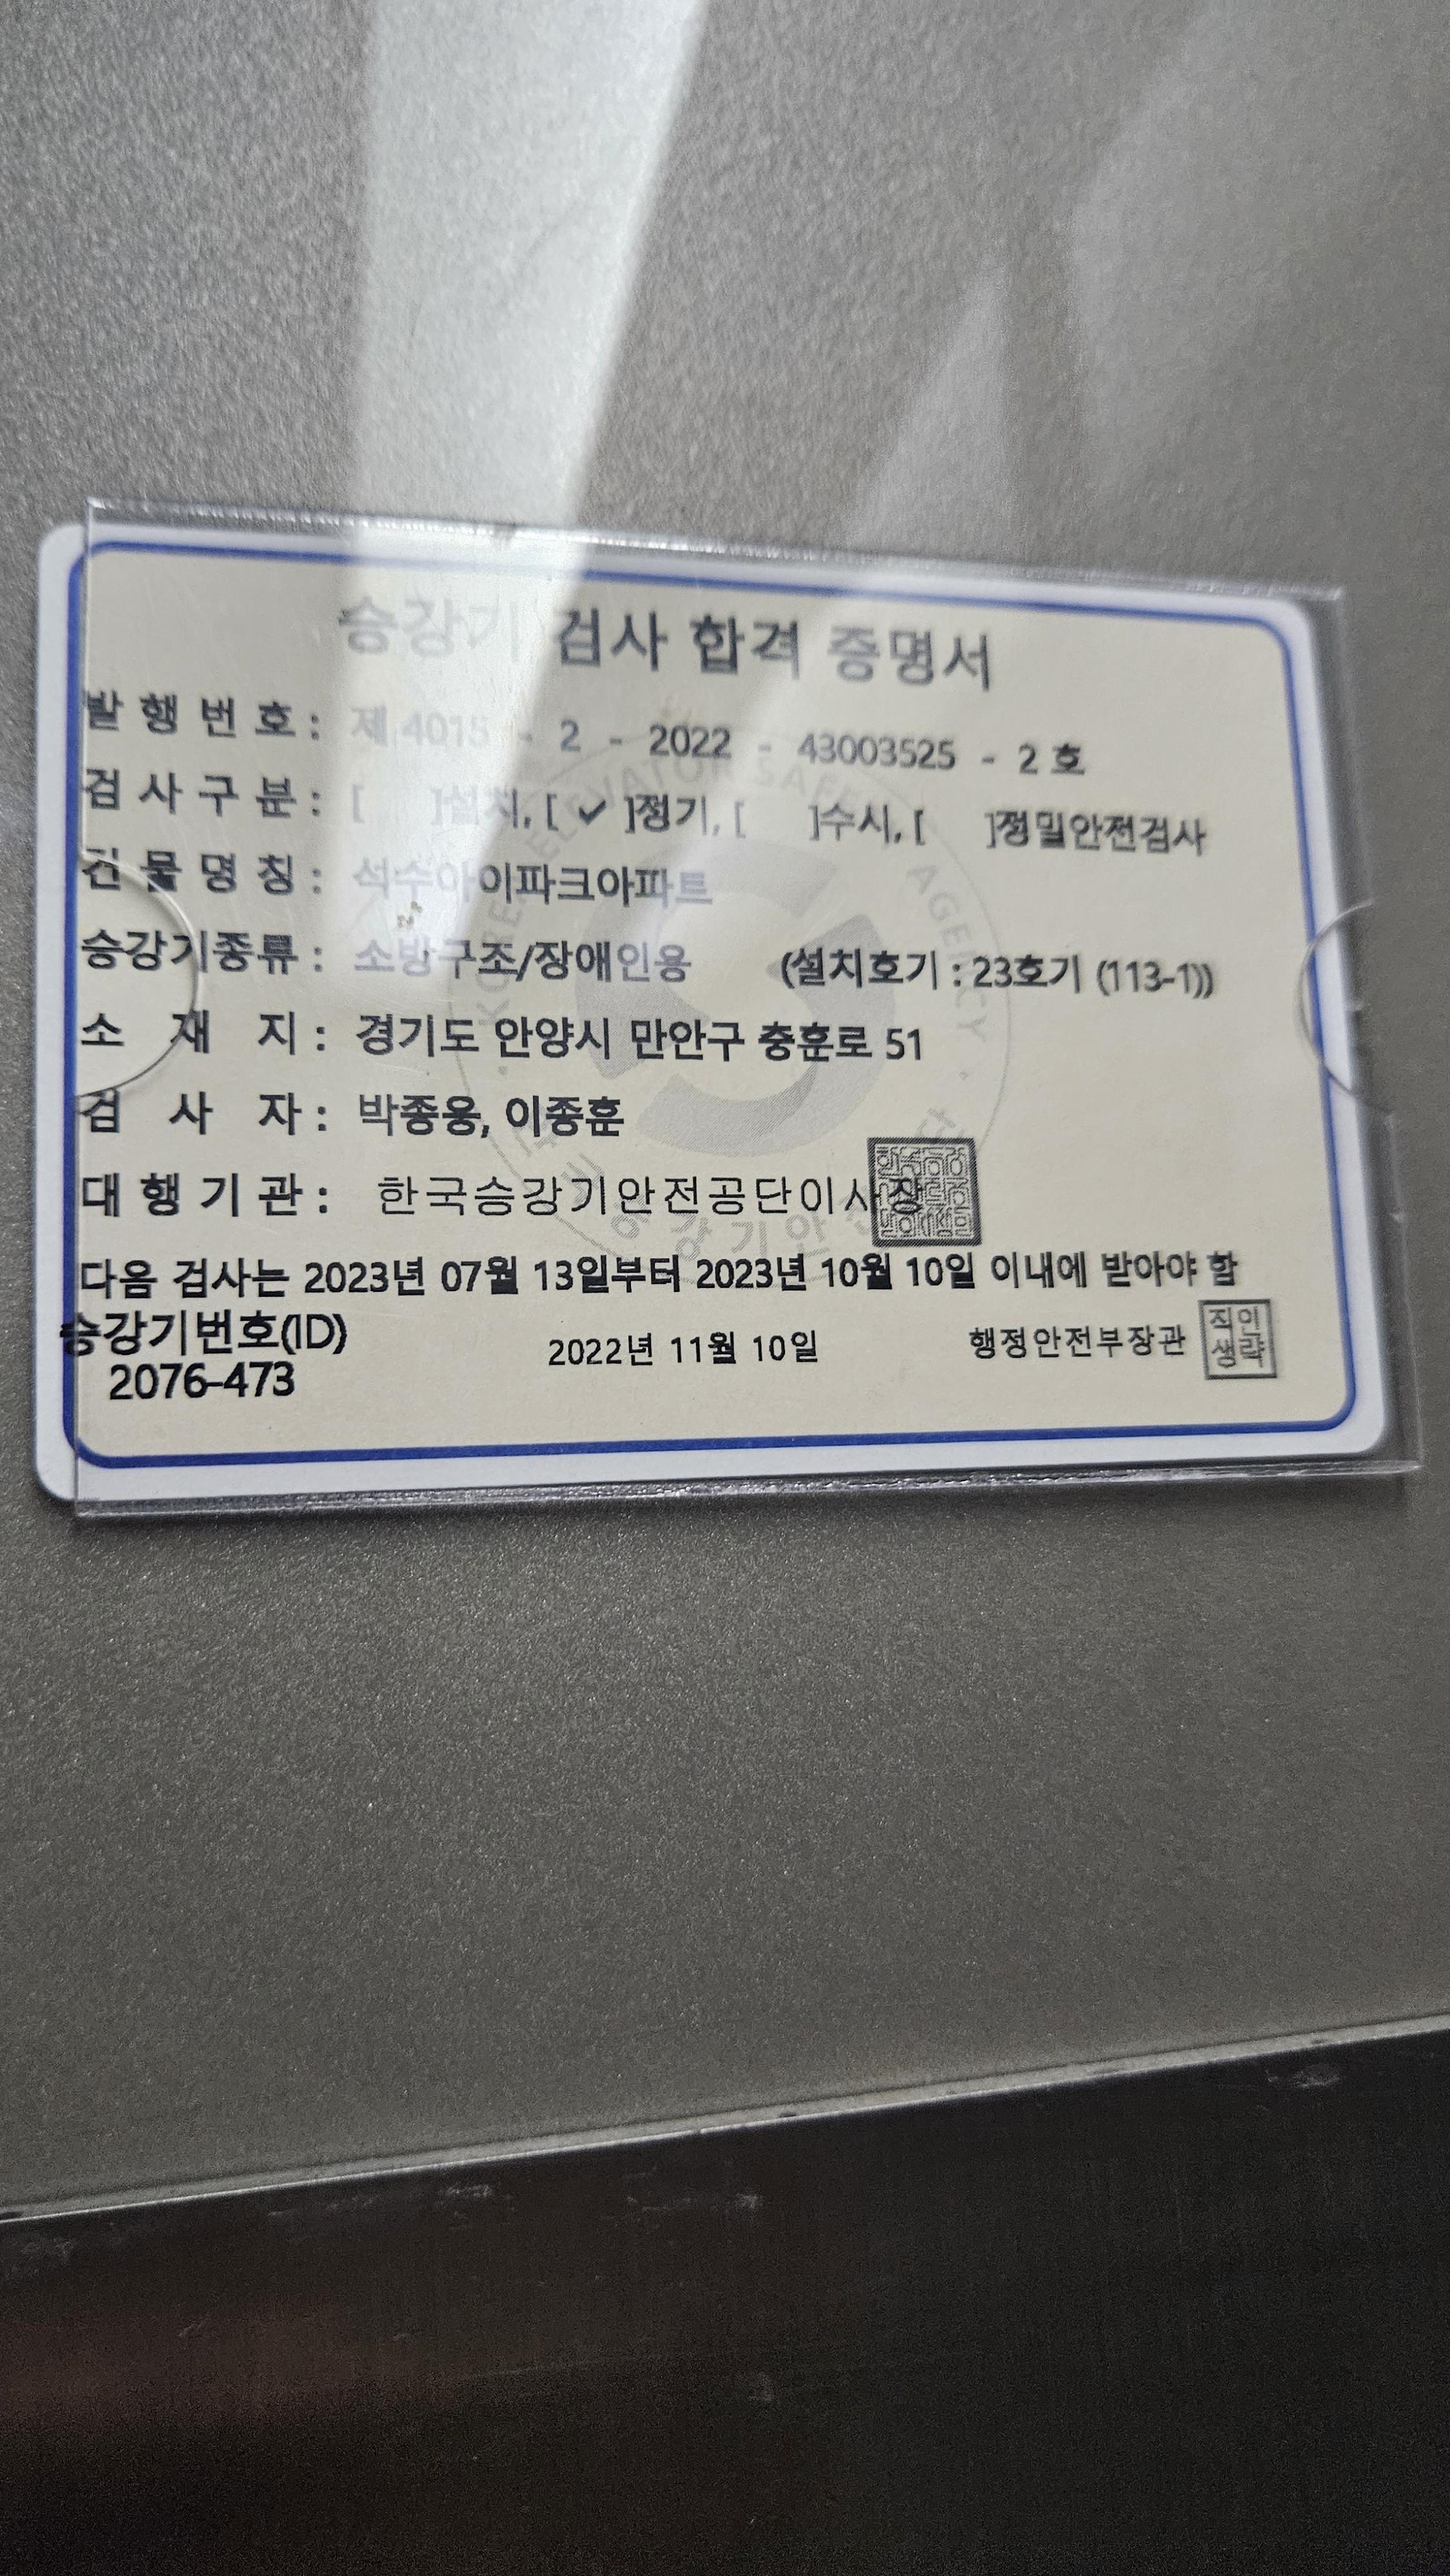 승강기 검사 합격 증명서
발 행 번 호 : 제 4015 - 2 - 2022 - 43003525 - 2 호
검 사 구 분 : [ ]설치, [ ✔ ]정기, [ ]수시, [ ]정밀안전검사
건 물 명 칭 : 석수아이파크아파트
승강기종류 : 소방구조/장애인용 (설치호기 : 23호기 (113-1))
소 재 지 : 경기도 안양시 만안구 충훈로 51
검 사 자 : 박종웅, 이종훈
대 행 기 관 : 한국승강기안전공단이사장
다음 검사는 2023년 07월 13일부터 2023년 10월 10일 이내에 받아야 함
승강기번호(ID)
2076-473
2022년 11월 10일 행정안전부장관 직인생략